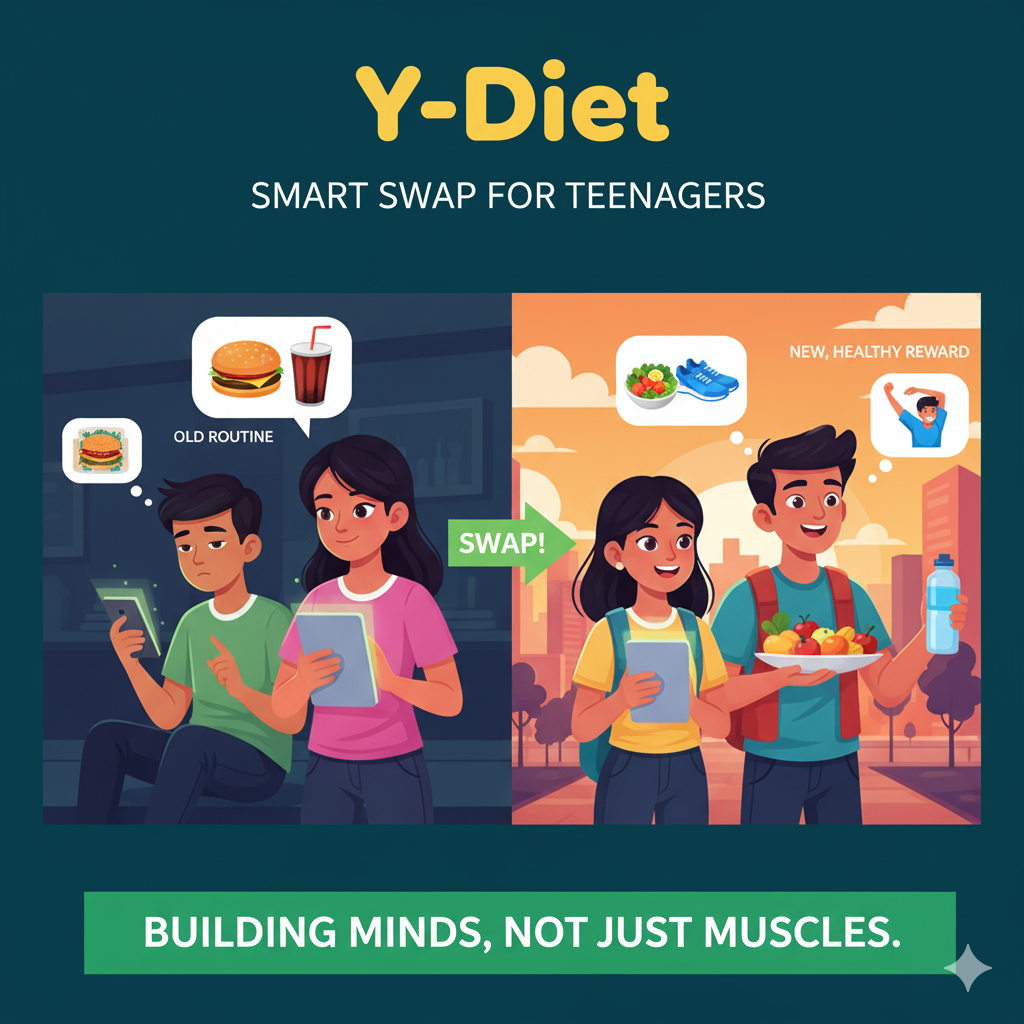 Y-Diet
SMART SWAP FOR TEENAGERS
OLD ROUTINE
SWAP!
NEW, HEALTHY REWARD
BUILDING MINDS, NOT JUST MUSCLES.